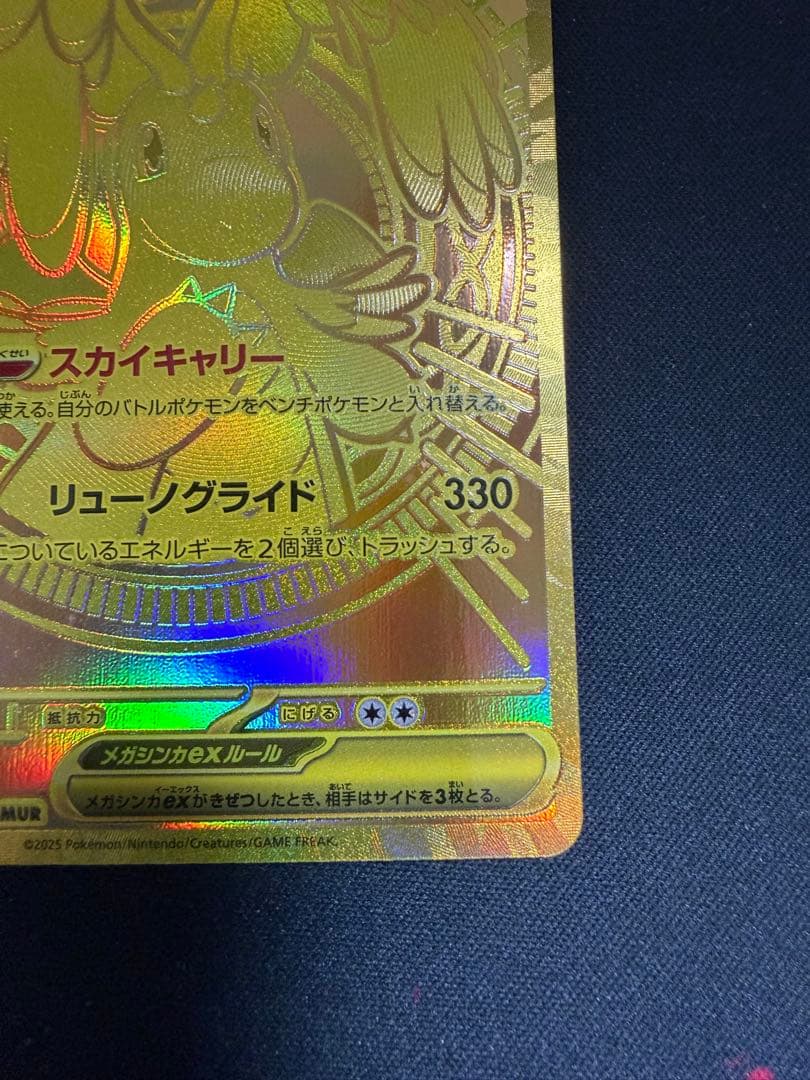 くせい スカイキャリー
使える。自分のバトルポケモンをベンチポケモンと入れ替える。
リューノグライド 330
についているエネルギーを2個選び、トラッシュする。
抵抗力 にげる
メガシンカexルール
メガシンカexがきぜつしたとき、相手はサイドを3枚とる。
MUR
©2025 Pokémon/Nintendo/Creatures/GAME FREAK.